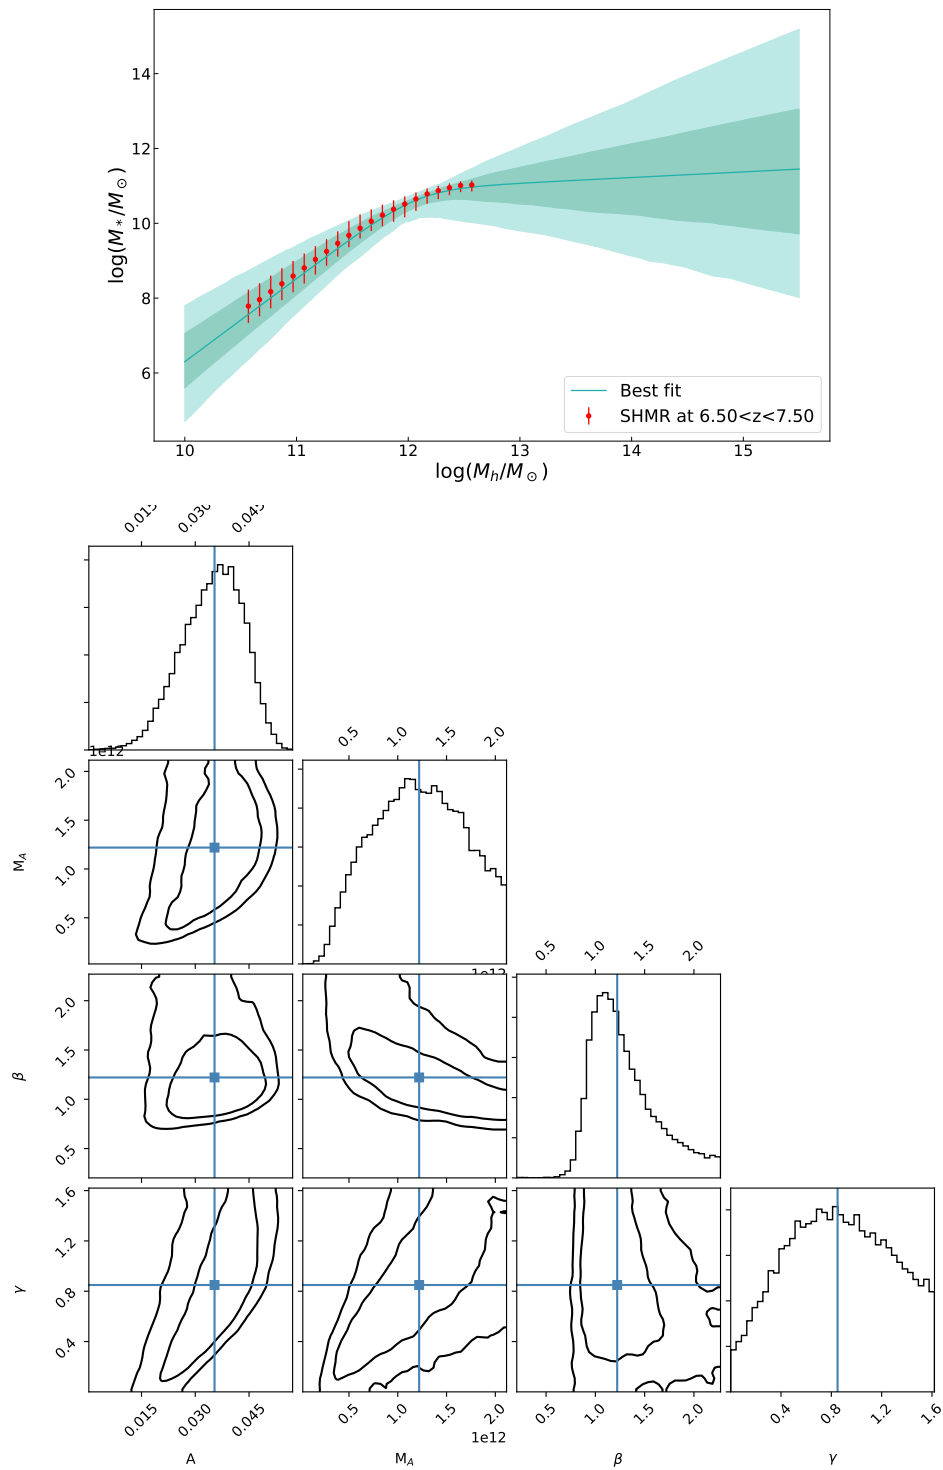 14
12
10
8
6
log(M*/M⊙)
Best fit
SHMR at 6.50<z<7.50
10 11 12 13 14 15
log(Mh/M⊙)
0.015 0.030 0.045
1e12
0.5 1.0 1.5 2.0
2.0
1.5
1.0
0.5
MA
0.5 1.0 1.5 2.0
1e12
2.0
1.5
1.0
0.5
β
1.6
1.2
0.8
0.4
γ
0.015 0.030 0.045
0.5 1.0 1.5 2.0
1e12
0.5 1.0 1.5 2.0
0.4 0.8 1.2 1.6
A MA β γ